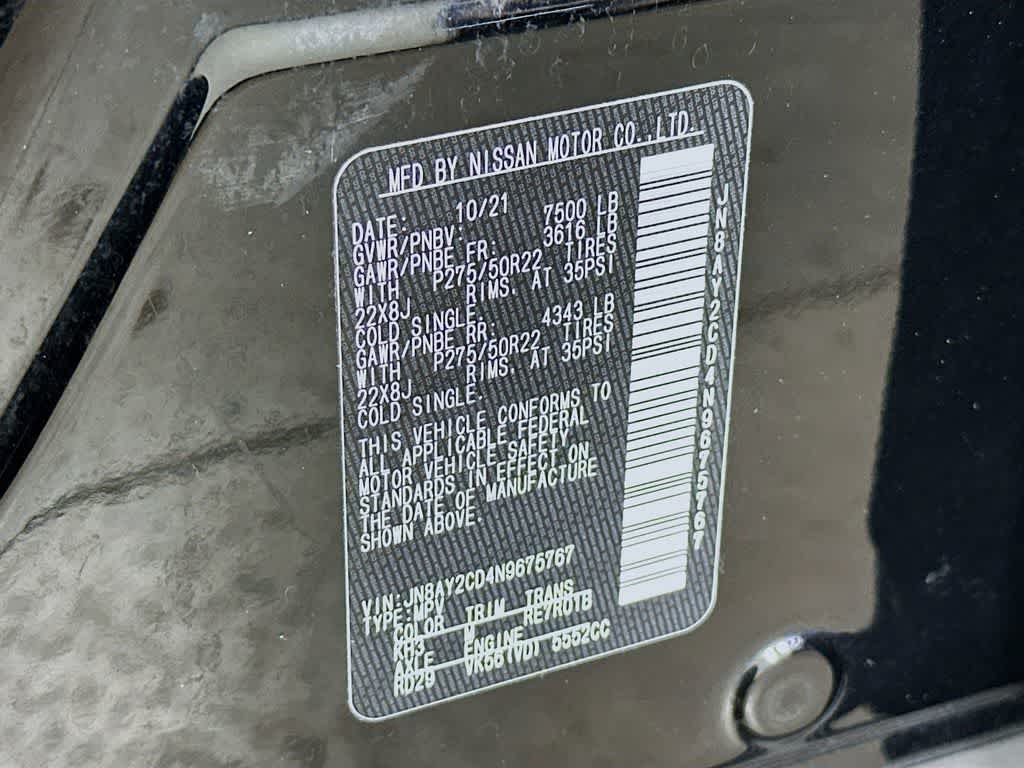 MFD BY NISSAN MOTOR CO.,LTD.
DATE: 10/21
GVWR/PNBV. 7500 LB
GAWR/PNBE FR: 3616 LB
WITH P275/50R22 TIRES
22X8J RIMS. AT 35PSI
COLD SINGLE.
GAWR/PNBE RR: 4343 LB
WITH P275/50R22 TIRES
22X8J RIMS. AT 35PSI
COLD SINGLE.
THIS VEHICLE CONFORMS TO
ALL APPLICABLE FEDERAL
MOTOR VEHICLE SAFETY
STANDARDS IN EFFECT ON
THE DATE OF MANUFACTURE
SHOWN ABOVE.
VIN:JN8AY2CD4N9675767
TYPE:MPV
COLOR TRIM TRANS
KH3 M RE7R01B
AXLE ENGINE
RD29 VK56(VD) 5552CC
JN8AY2CD4N9675767